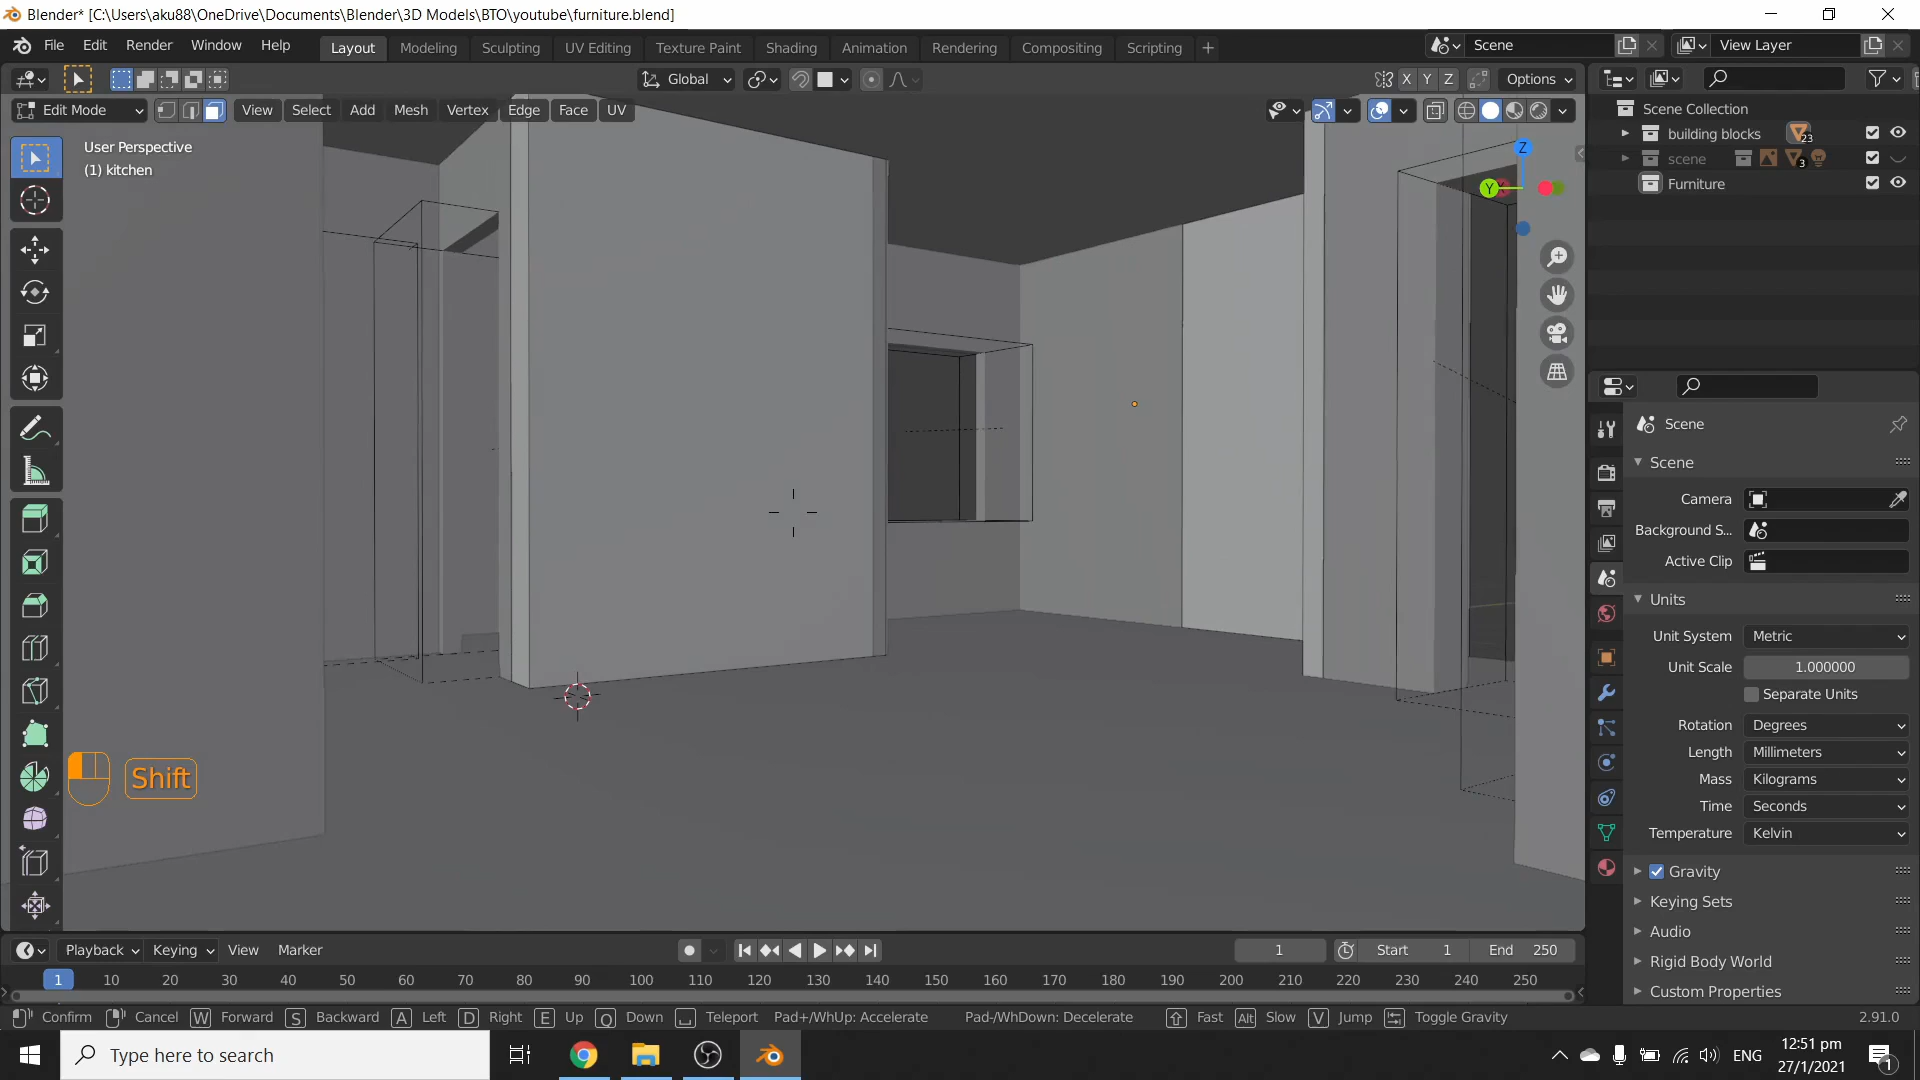 Blender* [C:\Users\aku88\OneDrive\Documents\Blender\3D Models\BTO\youtube\furniture.blend]
File Edit Render Window Help Layout Modeling Sculpting UV Editing Texture Paint Shading Animation Rendering Compositing Scripting + Scene View Layer
Global X Y Z Options
Edit Mode View Select Add Mesh Vertex Edge Face UV
User Perspective
(1) kitchen
Z
Y
Shift
Scene Collection
building blocks 23
scene 3
Furniture
Scene
Scene
Camera
Background S...
Active Clip
Units
Unit System Metric
Unit Scale 1.000000
Separate Units
Rotation Degrees
Length Millimeters
Mass Kilograms
Time Seconds
Temperature Kelvin
Gravity
Keying Sets
Audio
Rigid Body World
Custom Properties
Playback Keying View Marker 1 Start 1 End 250
1 10 20 30 40 50 60 70 80 90 100 110 120 130 140 150 160 170 180 190 200 210 220 230 240 250
Confirm Cancel W Forward S Backward A Left D Right E Up Q Down Teleport Pad+/WhUp: Accelerate Pad-/WhDown: Decelerate Fast Alt Slow V Jump Toggle Gravity 2.91.0
Type here to search
ENG
12:51 pm
27/1/2021
1